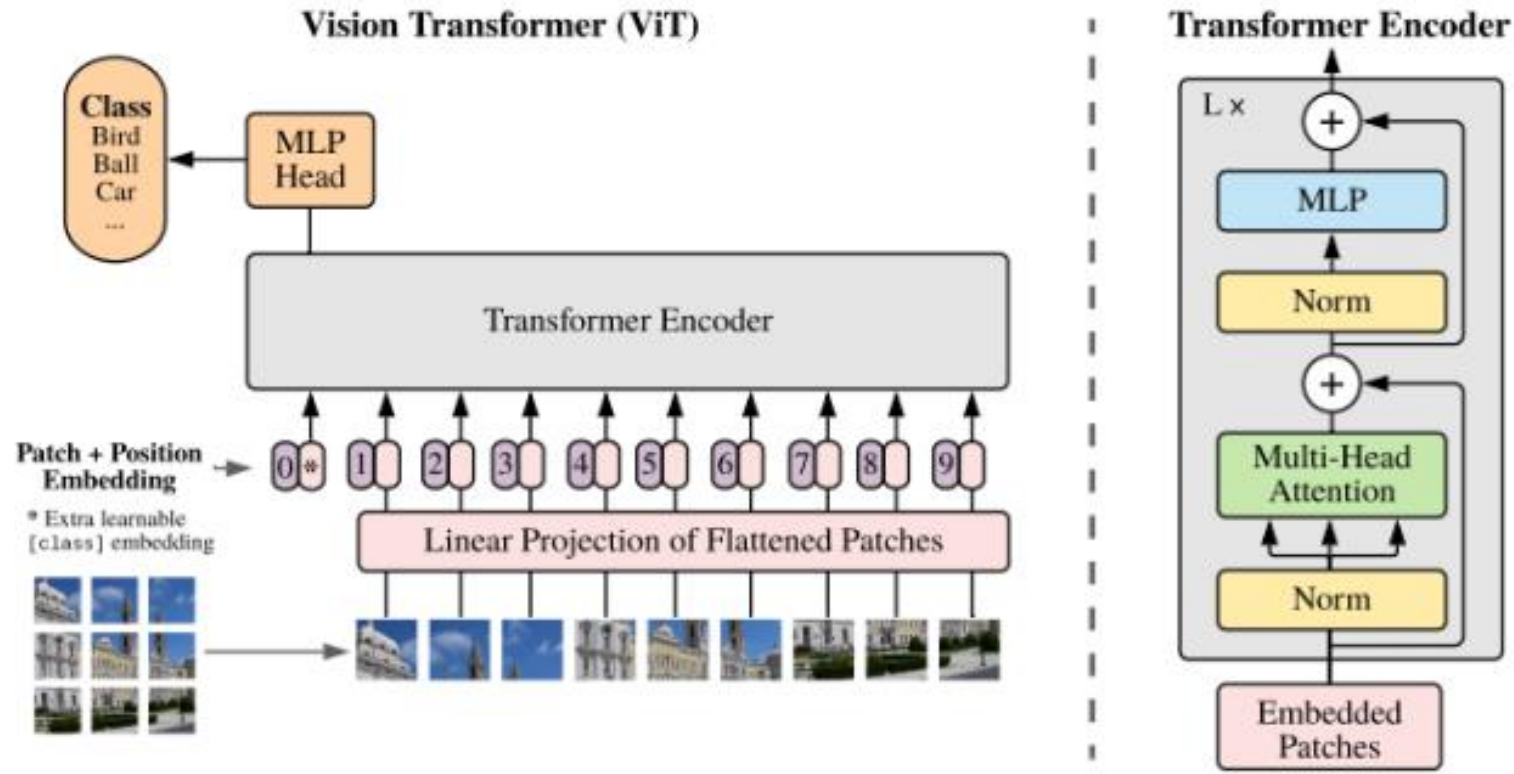 Vision Transformer (ViT)
Class
Bird
Ball
Car
...
MLP
Head
Transformer Encoder
Patch + Position
Embedding
0 * 1 2 3 4 5 6 7 8 9
* Extra learnable
[class] embedding
Linear Projection of Flattened Patches
Transformer Encoder
L ×
+
MLP
Norm
+
Multi-Head
Attention
Norm
Embedded
Patches